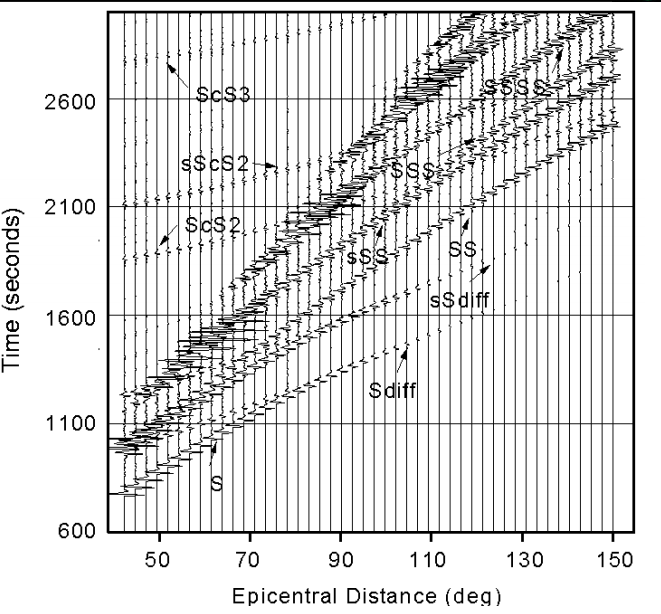 ScS3
SSSS
2600
sScS2
SSS
2100
ScS2
SS
sSS
sSdiff
Time (seconds)
1600
Sdiff
1100
S
600
50 70 90 110 130 150
Epicentral Distance (deg)